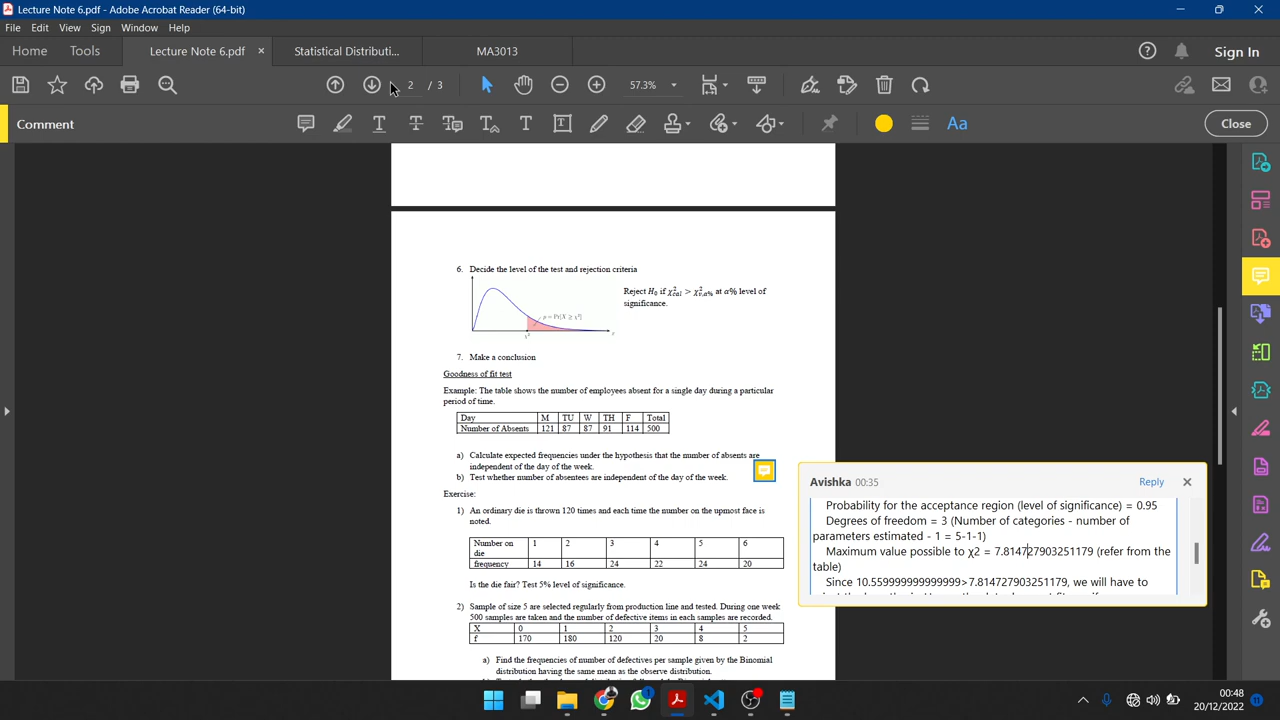 Lecture Note 6.pdf - Adobe Acrobat Reader (64-bit)
File Edit View Sign Window Help
Home Tools Lecture Note 6.pdf × Statistical Distributi... MA3013 Sign In
2 / 3 57.3%
Comment Close
6. Decide the level of the test and rejection criteria
Reject H₀ if χ²cal > χ²v,α% at α% level of
significance.
p = Pr[X ≥ χ²]
7. Make a conclusion
Goodness of fit test
Example: The table shows the number of employees absent for a single day during a particular
period of time.
Day M TU W TH F Total
Number of Absents 121 87 87 91 114 500
a) Calculate expected frequencies under the hypothesis that the number of absents are
independent of the day of the week.
b) Test whether number of absentees are independent of the day of the week.
Exercise:
1) An ordinary die is thrown 120 times and each time the number on the upmost face is
noted.
Number on 1 2 3 4 5 6
die
frequency 14 16 24 22 24 20
Is the die fair? Test 5% level of significance.
2) Sample of size 5 are selected regularly from production line and tested. During one week
500 samples are taken and the number of defective items in each samples are recorded.
X 0 1 2 3 4 5
f 170 180 120 20 8 2
a) Find the frequencies of number of defectives per sample given by the Binomial
distribution having the same mean as the observe distribution.
Avishka 00:35 Reply
Probability for the acceptance region (level of significance) = 0.95
Degrees of freedom = 3 (Number of categories - number of
parameters estimated - 1 = 5-1-1)
Maximum value possible to χ2 = 7.814727903251179 (refer from the
table)
Since 10.559999999999999>7.814727903251179, we will have to
00:48
20/12/2022